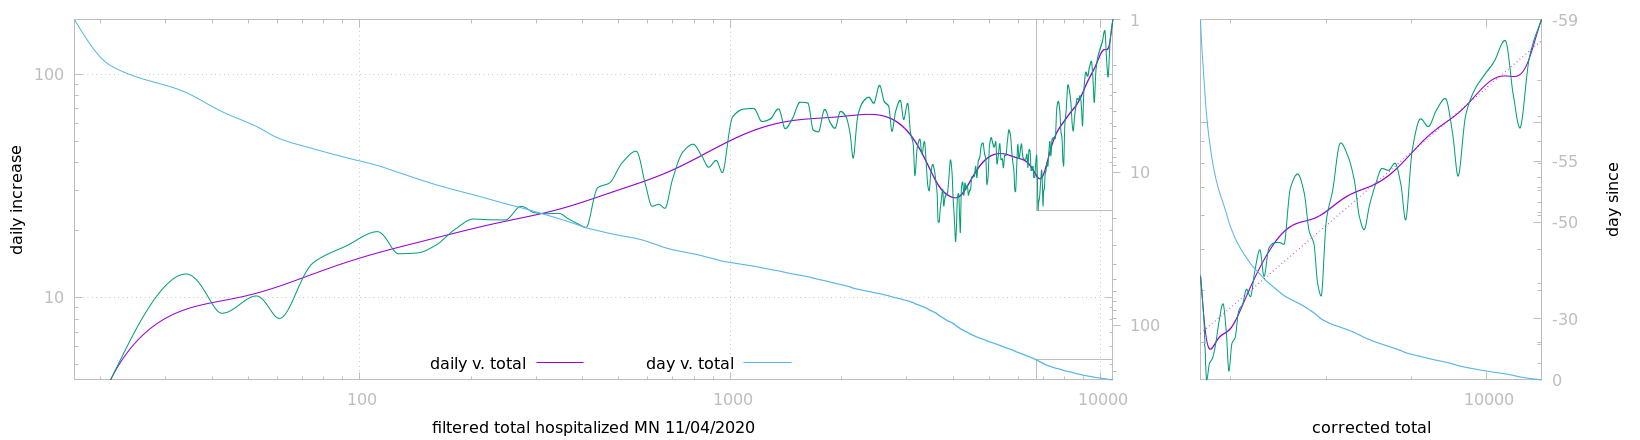 daily increase
100
10
daily v. total
day v. total
100
1000
10000
filtered total hospitalized MN 11/04/2020
1
10
100
-59
-55
-50
-30
0
day since
10000
corrected total